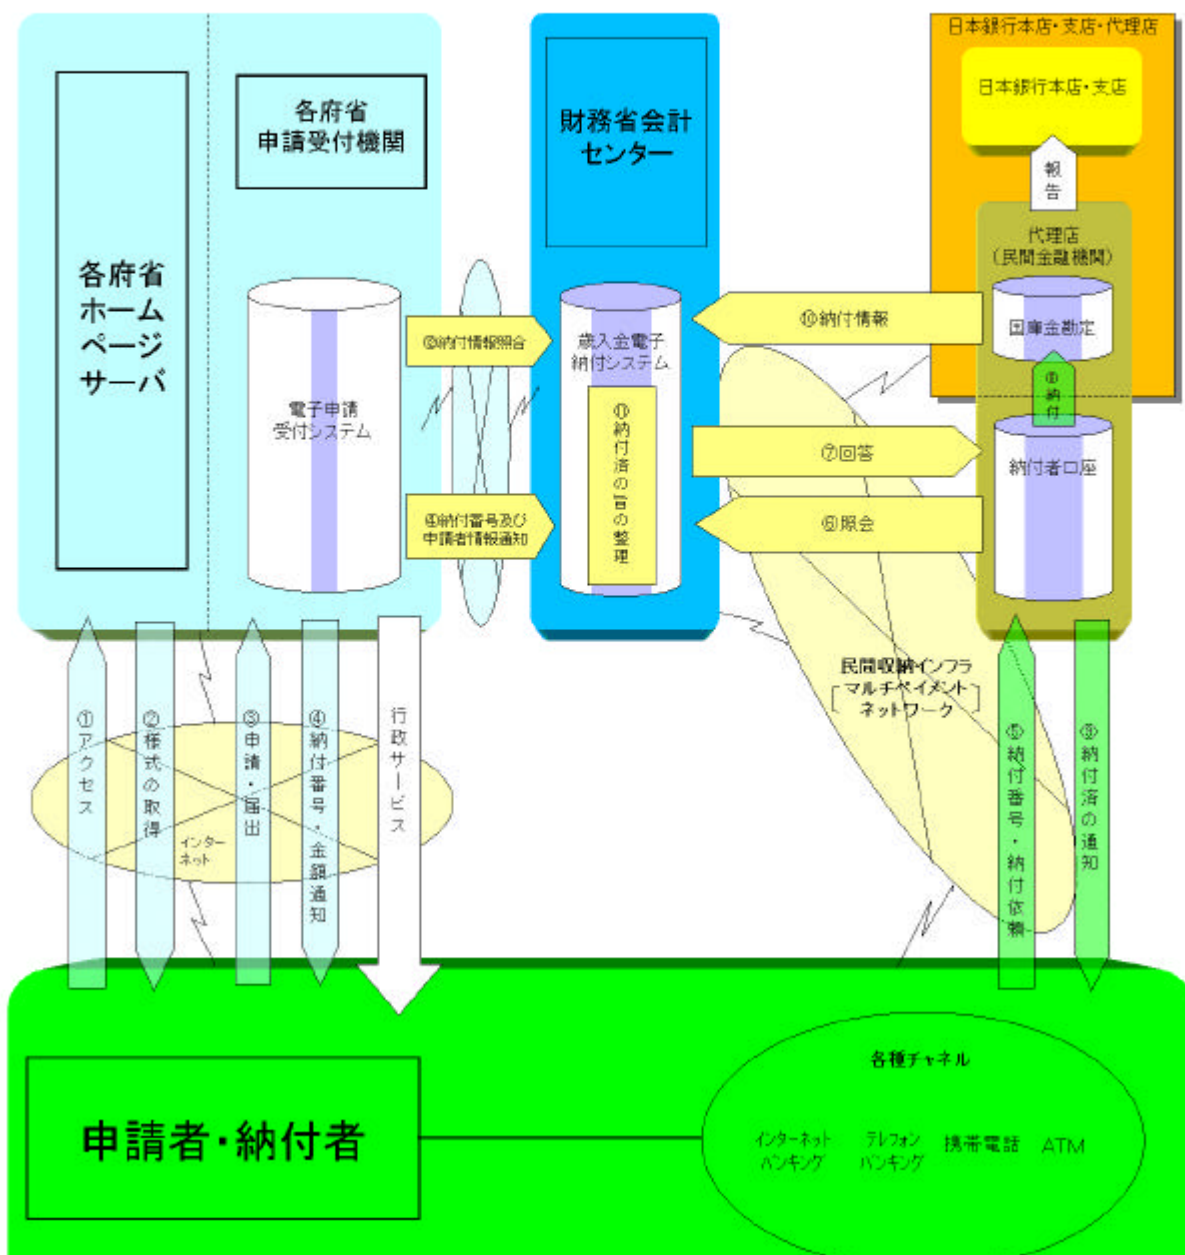 各府省
ホーム
ページ
サーバ
各府省
申請受付機関
電子申請
受付システム
財務省会計
センター
歳入金電子
納付システム
⑪納付済の旨の整理
日本銀行本店・支店・代理店
日本銀行本店・支店
報告
代理店
(民間金融機関)
国庫金勘定
⑧納付
納付者口座
納付情報照合
④納付番号及び
申請者情報通知
⑩納付情報
⑦回答
⑥照会
民間収納インフラ
マルチペイメント
ネットワーク
①アクセス
②様式の取得
③申請・届出
④納付番号・金額通知
行政サービス
インター
ネット
⑤納付番号・納付依頼
⑨納付済の通知
申請者・納付者
各種チャネル
インターネット
バンキング
テレフォン
バンキング
携帯電話
ATM